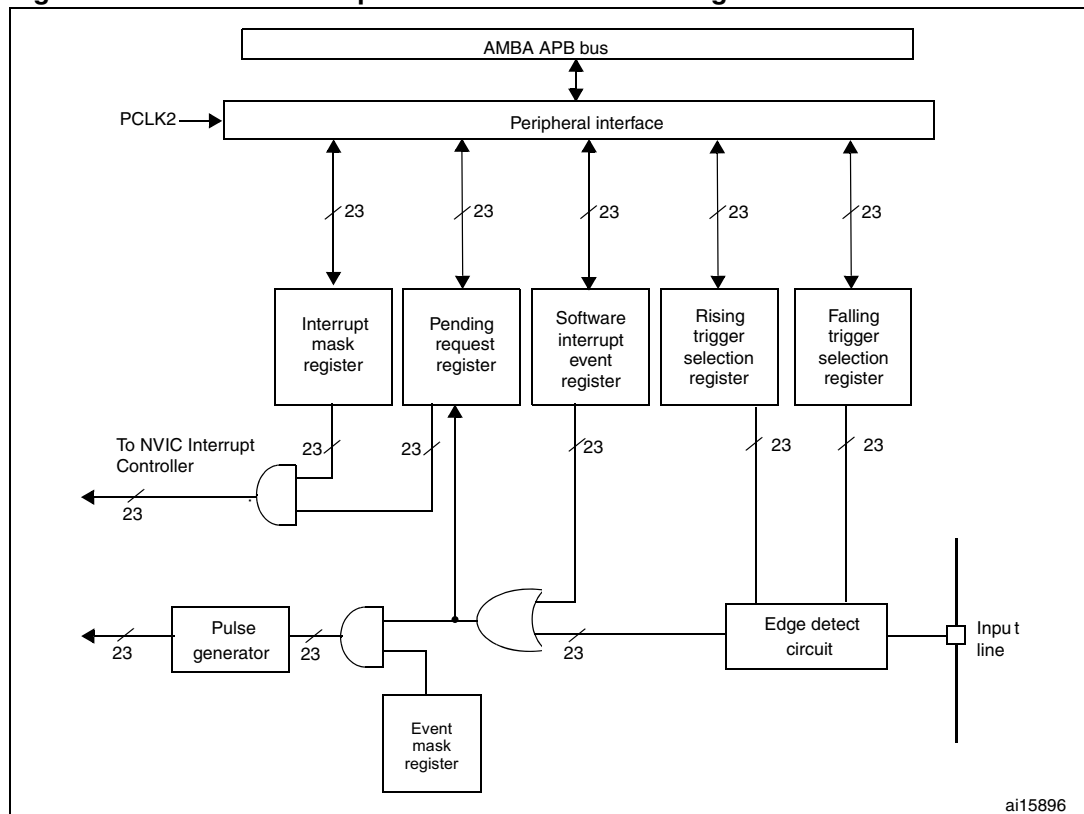 AMBA APB bus
PCLK2
Peripheral interface
23
23
23
23
23
Interrupt
mask
register
Pending
request
register
Software
interrupt
event
register
Rising
trigger
selection
register
Falling
trigger
selection
register
To NVIC Interrupt
Controller
23
23
23
23
23
23
Pulse
generator
23
23
23
Edge detect
circuit
Input
line
Event
mask
register
ai15896